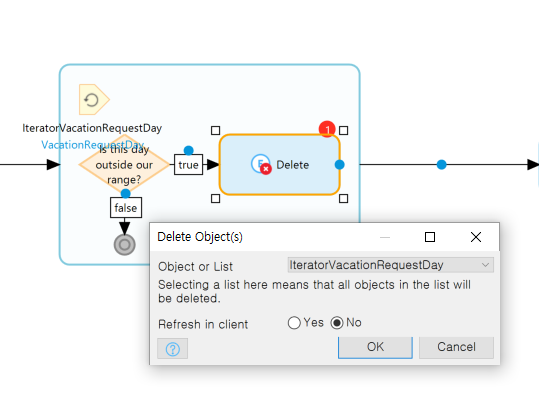 IteratorVacationRequestDay
VacationRequestDay
Is this day
outside our
range?
true
1
Delete
false
Delete Object(s)
Object or List
IteratorVacationRequestDay
Selecting a list here means that all objects in the list will
be deleted.
Refresh in client
Yes
No
?
OK
Cancel